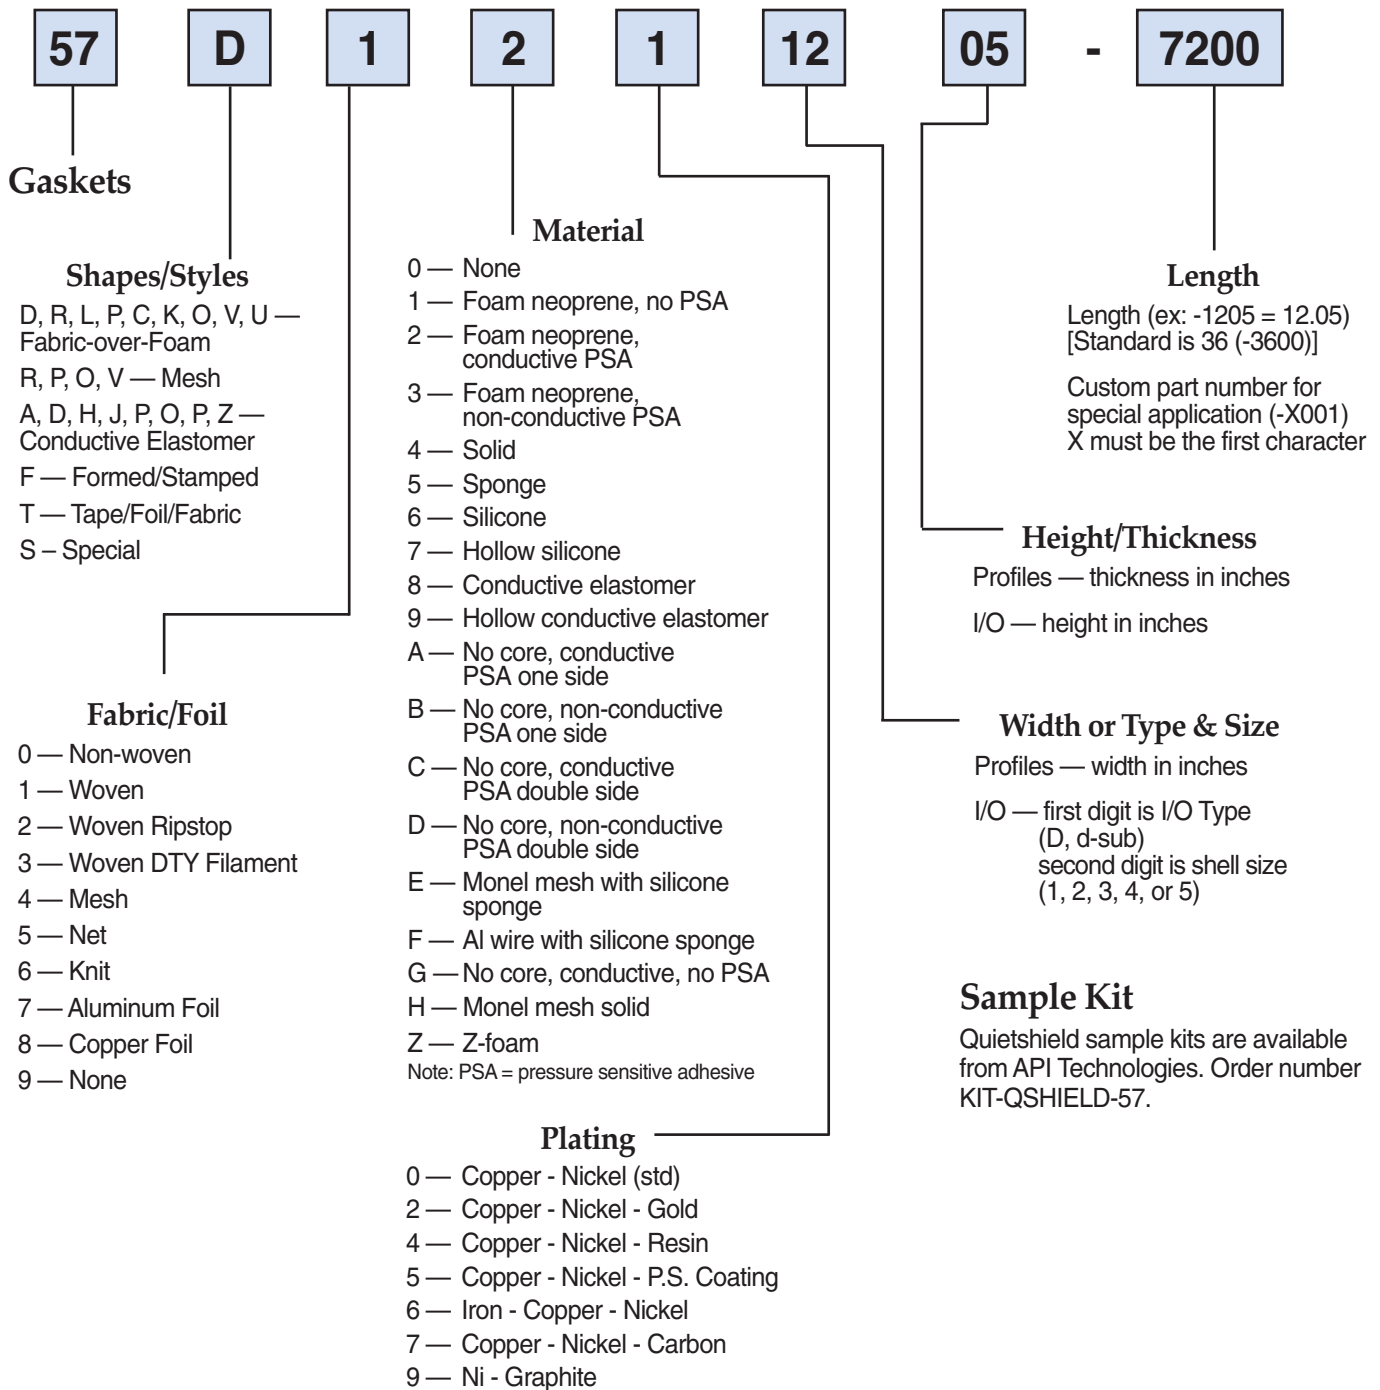 57 D 1 2 1 12 05 - 7200
Gaskets
Shapes/Styles
D, R, L, P, C, K, O, V, U —
Fabric-over-Foam
R, P, O, V — Mesh
A, D, H, J, P, O, P, Z —
Conductive Elastomer
F — Formed/Stamped
T — Tape/Foil/Fabric
S – Special
Fabric/Foil
0 — Non-woven
1 — Woven
2 — Woven Ripstop
3 — Woven DTY Filament
4 — Mesh
5 — Net
6 — Knit
7 — Aluminum Foil
8 — Copper Foil
9 — None
Material
0 — None
1 — Foam neoprene, no PSA
2 — Foam neoprene,
conductive PSA
3 — Foam neoprene,
non-conductive PSA
4 — Solid
5 — Sponge
6 — Silicone
7 — Hollow silicone
8 — Conductive elastomer
9 — Hollow conductive elastomer
A — No core, conductive
PSA one side
B — No core, non-conductive
PSA one side
C — No core, conductive
PSA double side
D — No core, non-conductive
PSA double side
E — Monel mesh with silicone
sponge
F — Al wire with silicone sponge
G — No core, conductive, no PSA
H — Monel mesh solid
Z — Z-foam
Note: PSA = pressure sensitive adhesive
Plating
0 — Copper - Nickel (std)
2 — Copper - Nickel - Gold
4 — Copper - Nickel - Resin
5 — Copper - Nickel - P.S. Coating
6 — Iron - Copper - Nickel
7 — Copper - Nickel - Carbon
9 — Ni - Graphite
Length
Length (ex: -1205 = 12.05)
[Standard is 36 (-3600)]
Custom part number for
special application (-X001)
X must be the first character
Height/Thickness
Profiles — thickness in inches
I/O — height in inches
Width or Type & Size
Profiles — width in inches
I/O — first digit is I/O Type
(D, d-sub)
second digit is shell size
(1, 2, 3, 4, or 5)
Sample Kit
Quietshield sample kits are available
from API Technologies. Order number
KIT-QSHIELD-57.